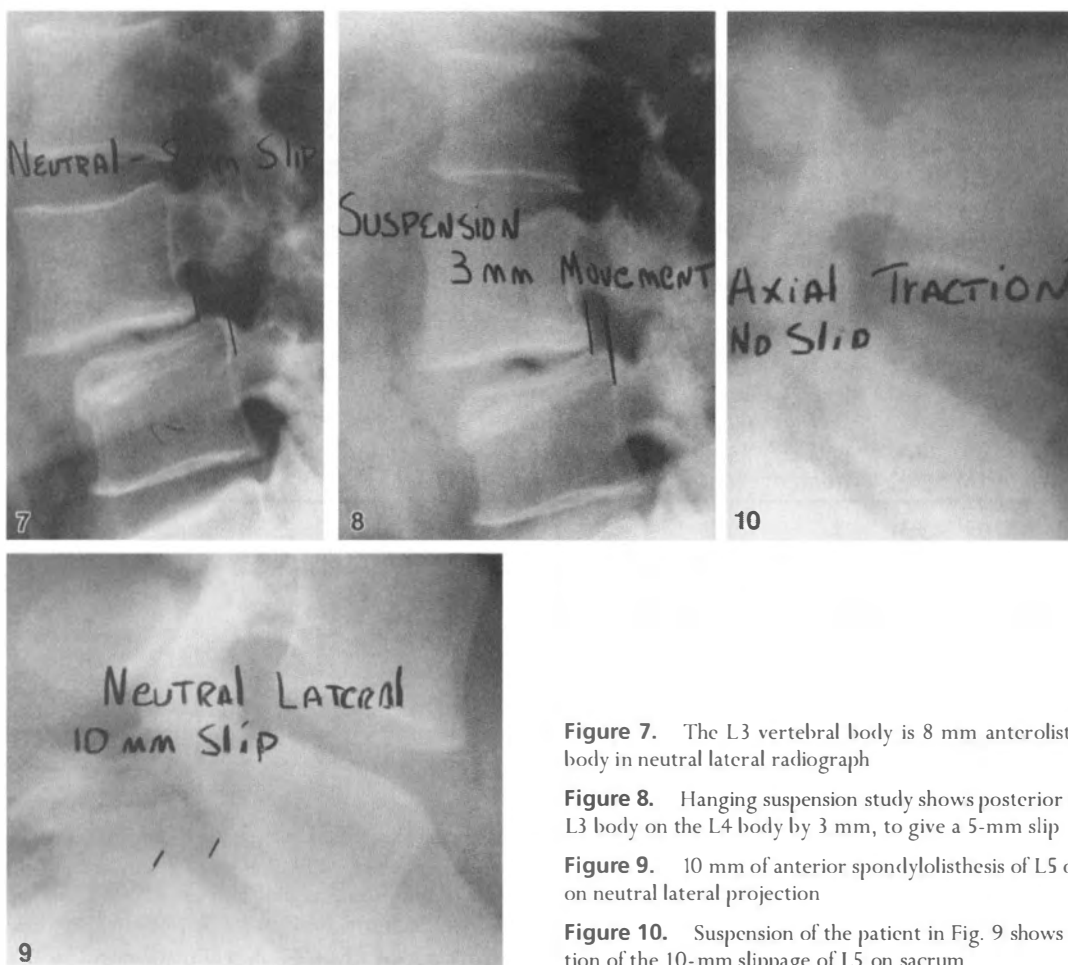 NEUTRAL - mm Slip
7
SUSPENSION
3 mm MovemeNT
8
AXiAl TRACTION
No Slip
10
NEUTRAl LATERAl
10 mm Slip
9
Figure 7. The L3 vertebral body is 8 mm anterolist
body in neutral lateral radiograph
Figure 8. Hanging suspension study shows posterior
L3 body on the L4 body by 3 mm, to give a 5-mm slip
Figure 9. 10 mm of anterior spondylolisthesis of L5 o
on neutral lateral projection
Figure 10. Suspension of the patient in Fig. 9 shows
tion of the 10-mm slippage of L5 on sacrum